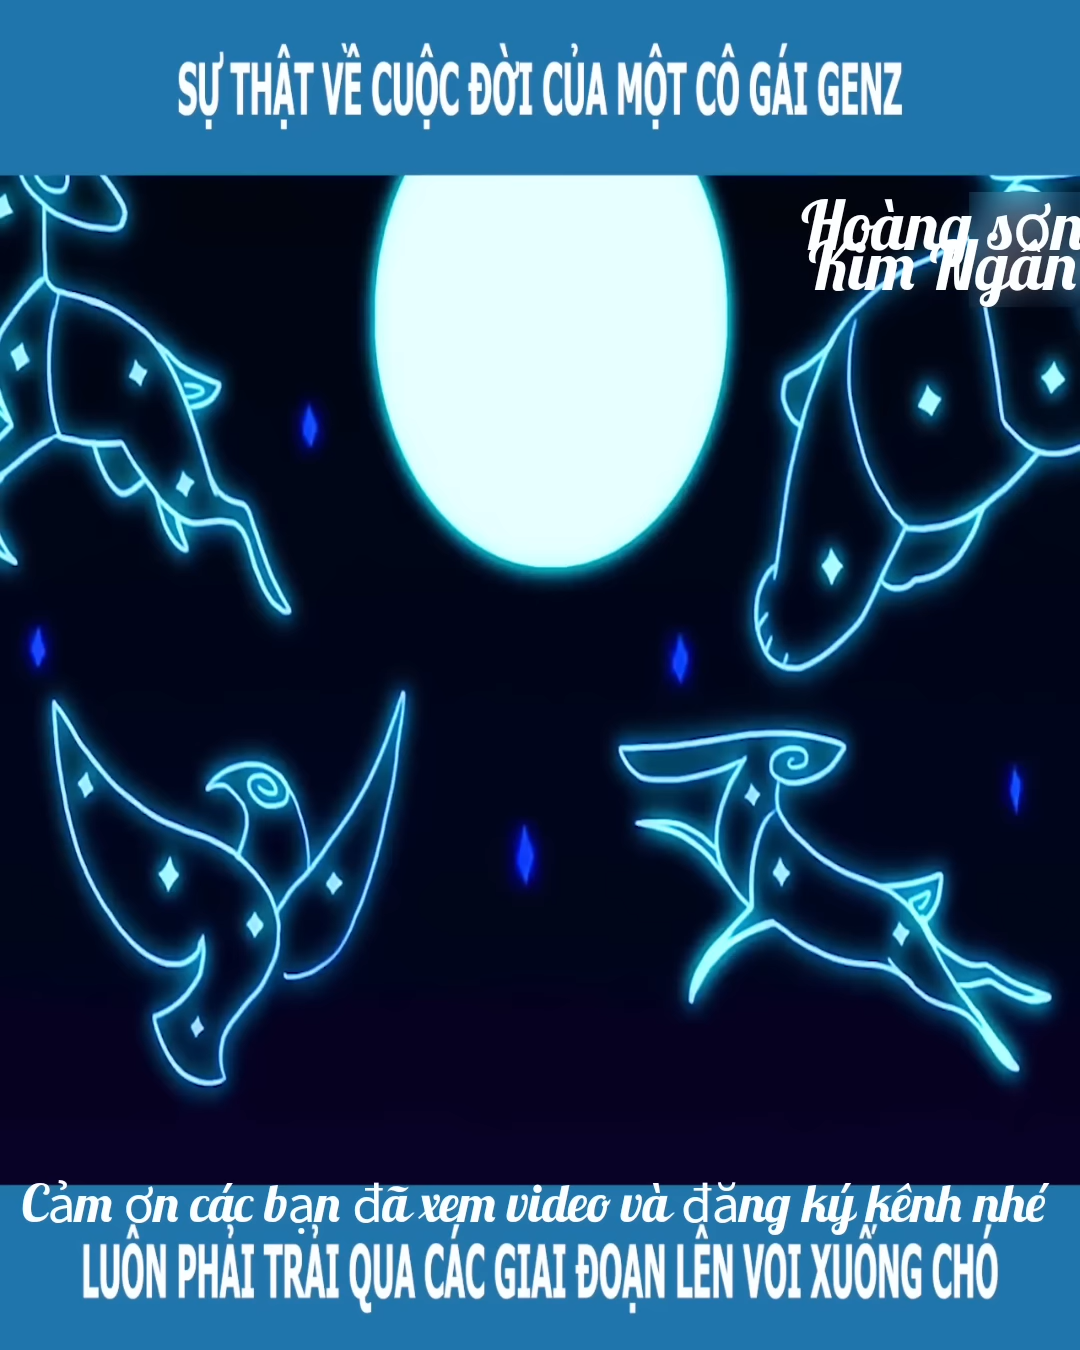 SỰ THẬT VỀ CUỘC ĐỜI CỦA MỘT CÔ GÁI GENZ
Hoàng sơn
Kim Ngân
Cảm ơn các bạn đã xem video và đăng ký kênh nhé
LUÔN PHẢI TRẢI QUA CÁC GIAI ĐOẠN LÊN VOI XUỐNG CHÓ